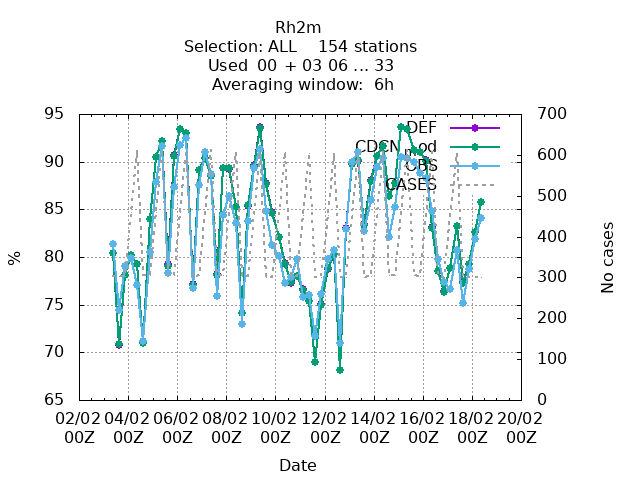 Rh2m
Selection: ALL    154 stations
Used  00 + 03 06 ... 33
Averaging window:  6h
95
90
85
80
75
70
65
%
700
600
500
400
300
200
100
0
No cases
DEF
CDCN_mod
OBS
CASES
02/02 04/02 06/02 08/02 10/02 12/02 14/02 16/02 18/02 20/02
00Z 00Z 00Z 00Z 00Z 00Z 00Z 00Z 00Z 00Z
Date